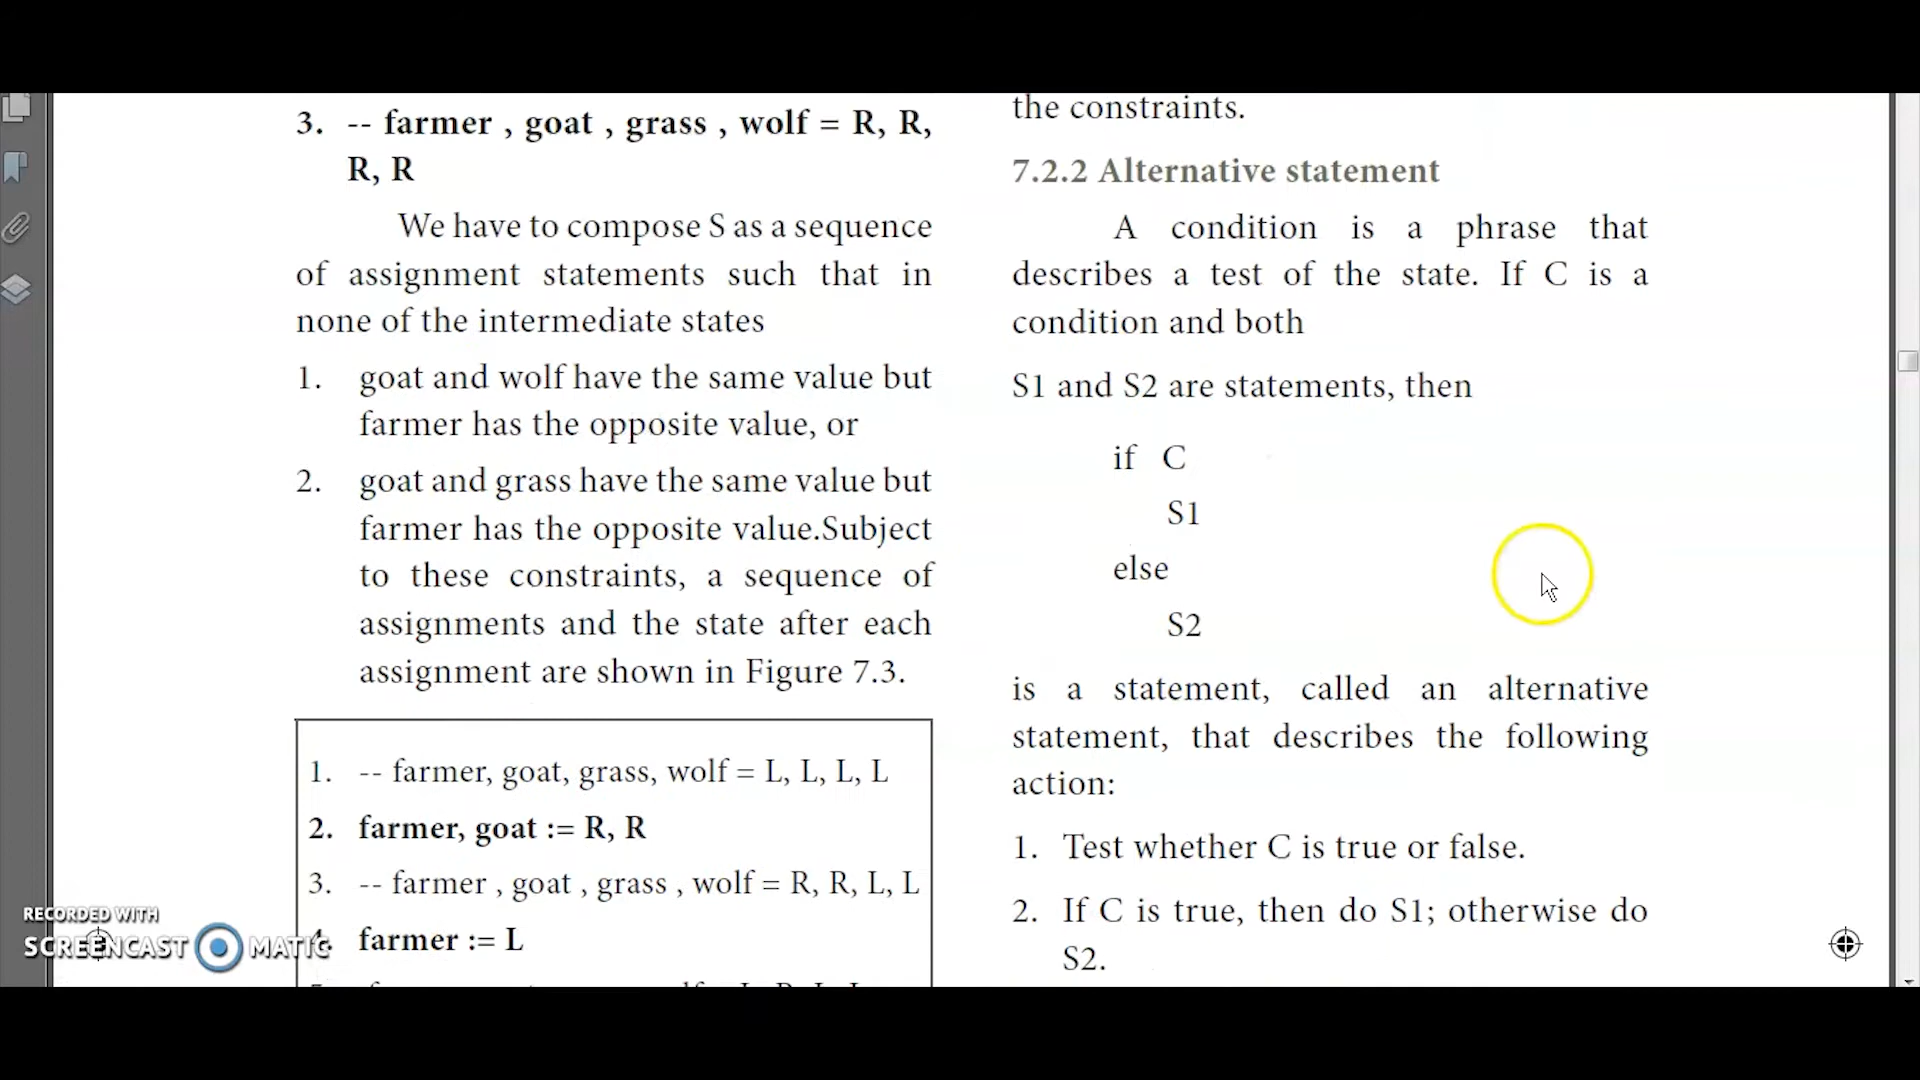 3. -- farmer , goat , grass , wolf = R, R,
R, R
We have to compose S as a sequence
of assignment statements such that in
none of the intermediate states
1. goat and wolf have the same value but
farmer has the opposite value, or
2. goat and grass have the same value but
farmer has the opposite value.Subject
to these constraints, a sequence of
assignments and the state after each
assignment are shown in Figure 7.3.
1. -- farmer, goat, grass, wolf = L, L, L, L
2. farmer, goat := R, R
3. -- farmer , goat , grass , wolf = R, R, L, L
4. farmer := L
the constraints.
7.2.2 Alternative statement
A condition is a phrase that
describes a test of the state. If C is a
condition and both
S1 and S2 are statements, then
if C
S1
else
S2
is a statement, called an alternative
statement, that describes the following
action:
1. Test whether C is true or false.
2. If C is true, then do S1; otherwise do
S2.
RECORDED WITH
SCREENCAST MATIC